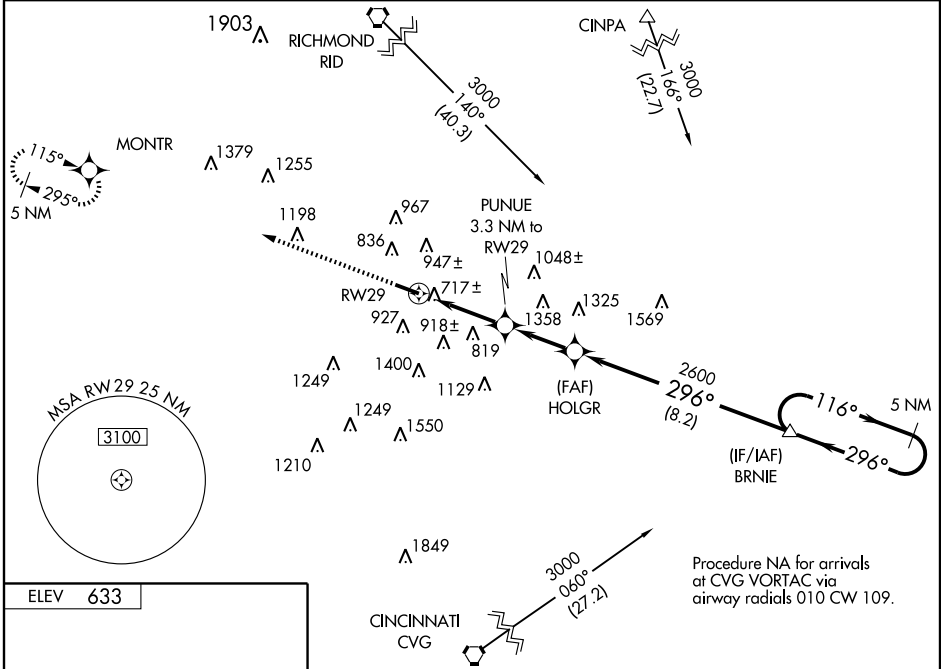 1903
RICHMOND
RID
3000
140°
(40.3)
CINPA
3000
166°
(22.7)
MONTR
115°
295°
5 NM
1379
1255
1198
967
836
947±
PUNUE
3.3 NM to
RW29
1048±
RW29
717±
1358
1325
1569
927
918±
819
1249
1400
1129
(FAF)
HOLGR
2600
296°
(8.2)
116°
5 NM
296°
(IF/IAF)
BRNIE
MSA RW29 25 NM
3100
1249
1550
1210
1849
3000
060°
(27.2)
CINCINNATI
CVG
Procedure NA for arrivals
at CVG VORTAC via
airway radials 010 CW 109.
ELEV 633